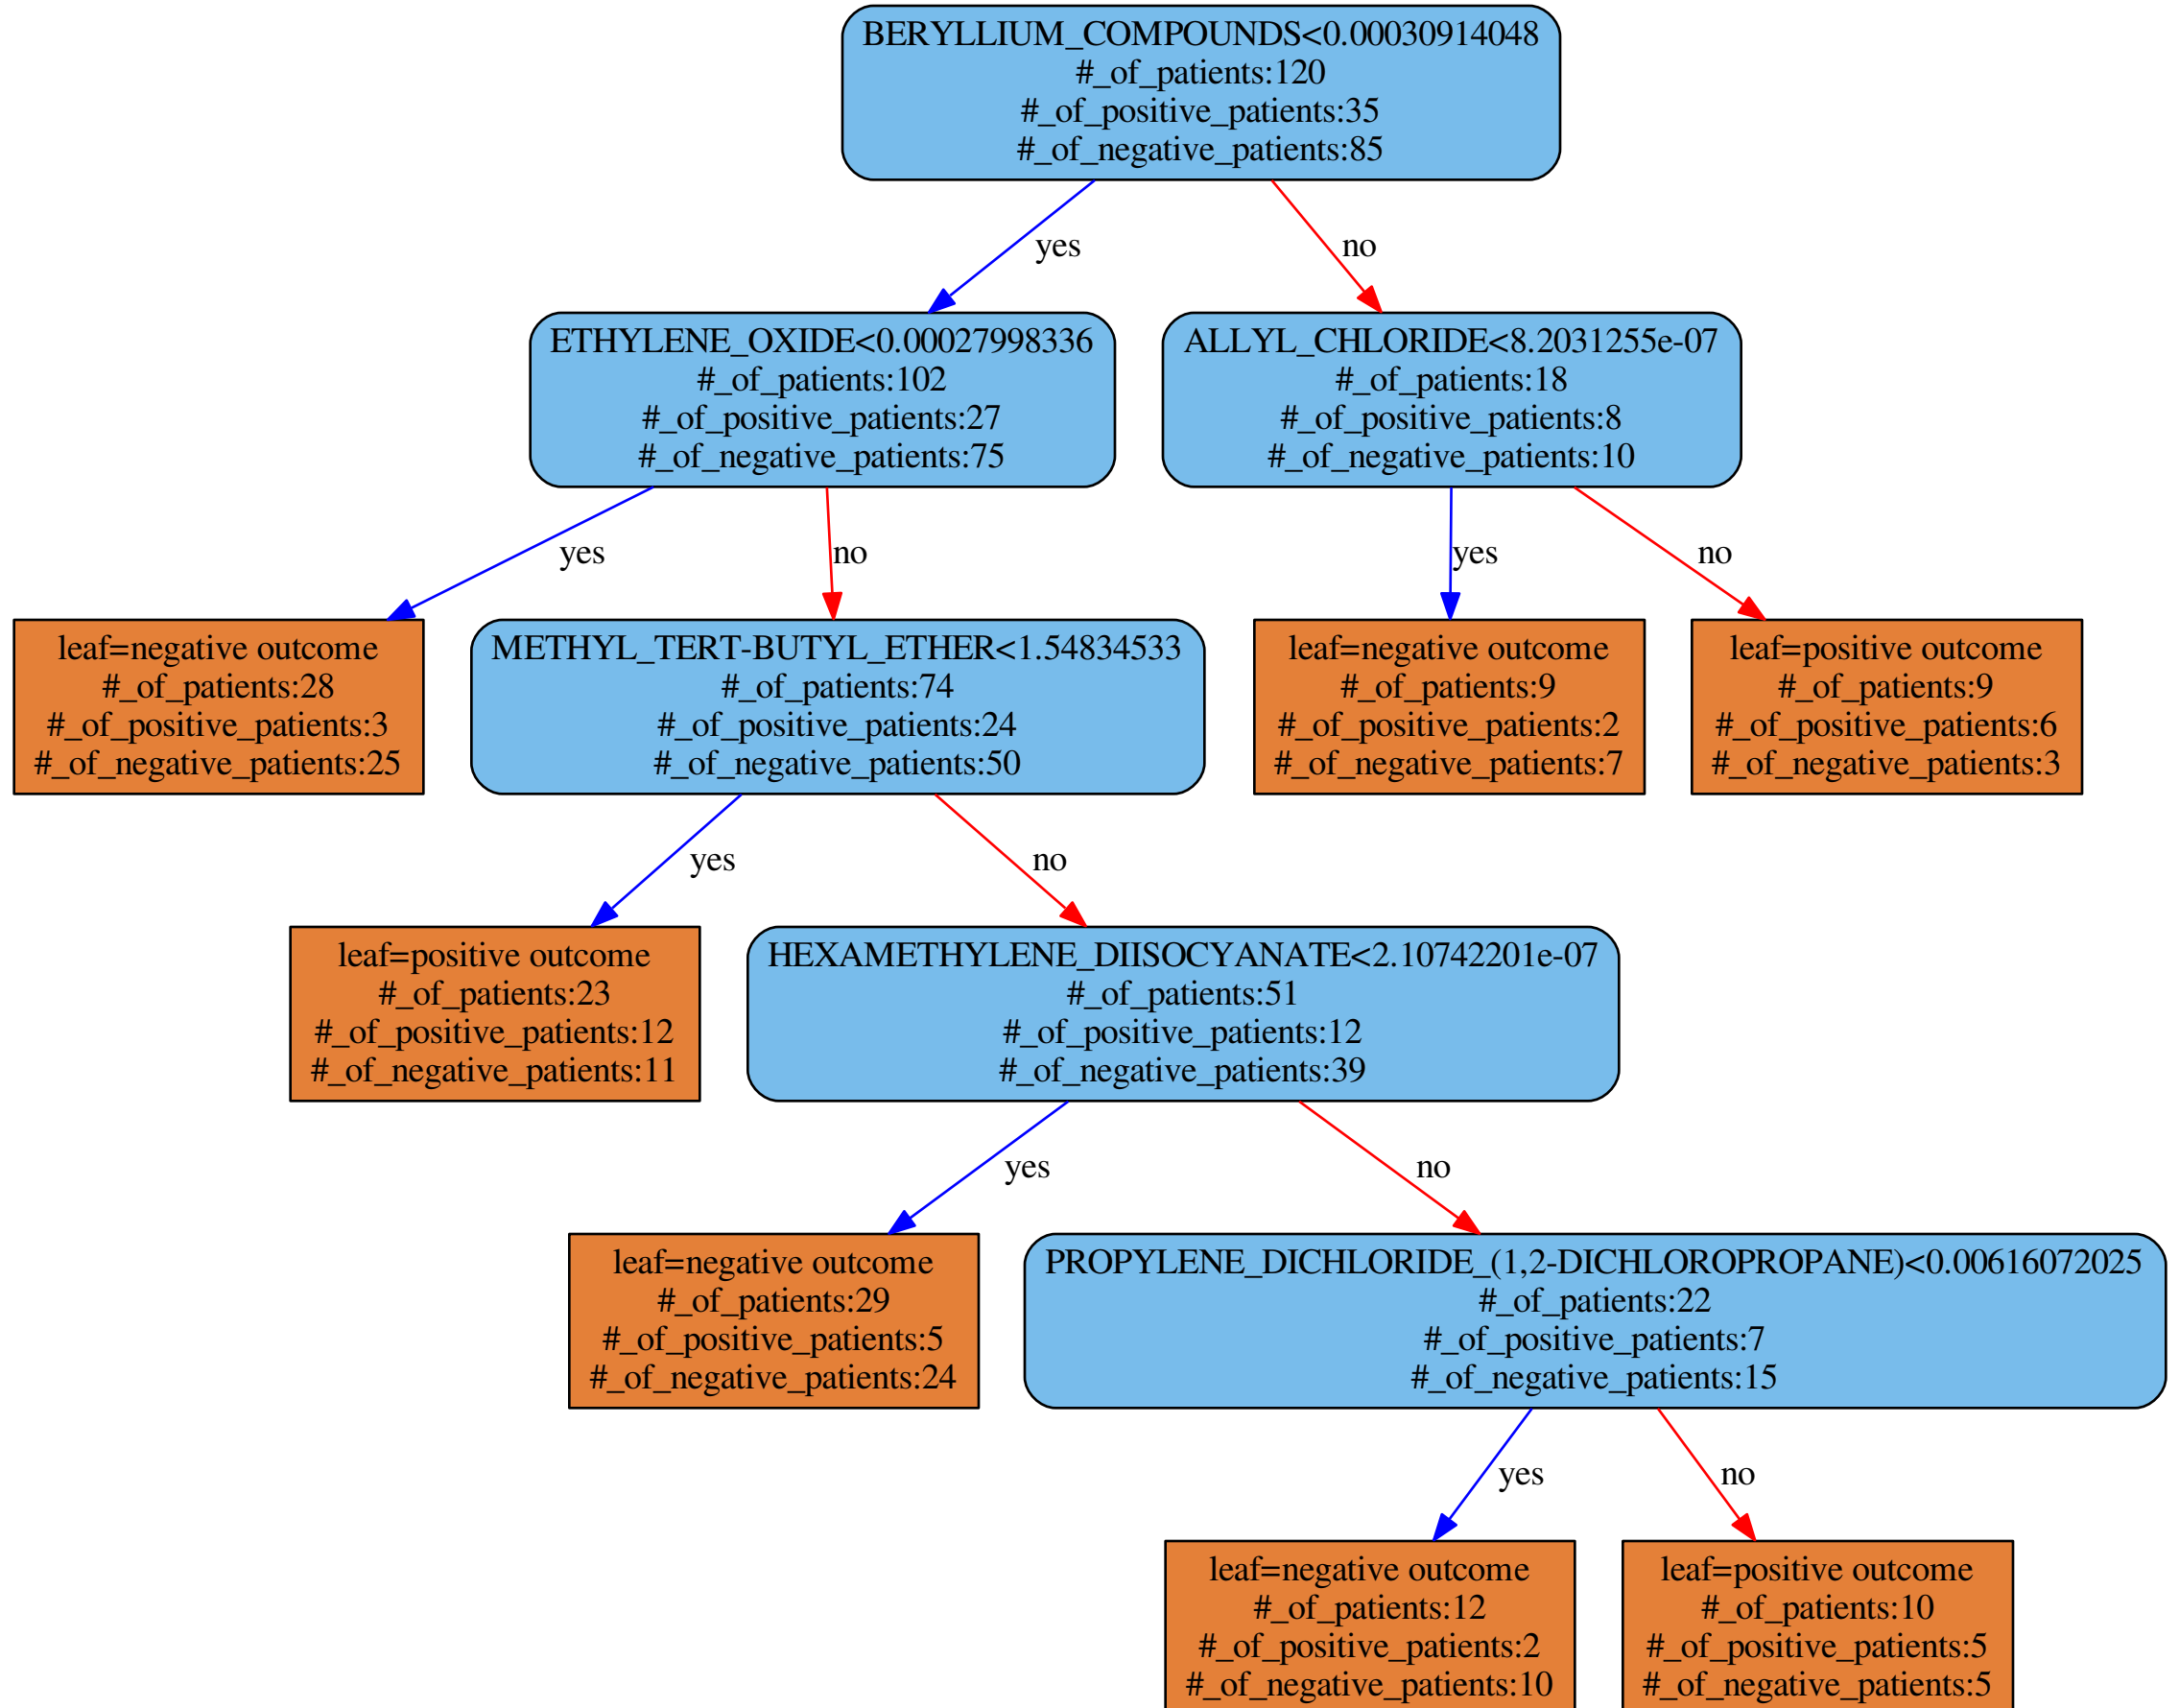 BERYLLIUM_COMPOUNDS<0.00030914048
#_of_patients:120
#_of_positive_patients:35
#_of_negative_patients:85
yes
no
ETHYLENE_OXIDE<0.00027998336
#_of_patients:102
#_of_positive_patients:27
#_of_negative_patients:75
ALLYL_CHLORIDE<8.2031255e-07
#_of_patients:18
#_of_positive_patients:8
#_of_negative_patients:10
yes
no
yes
no
leaf=negative outcome
#_of_patients:28
#_of_positive_patients:3
#_of_negative_patients:25
METHYL_TERT-BUTYL_ETHER<1.54834533
#_of_patients:74
#_of_positive_patients:24
#_of_negative_patients:50
leaf=negative outcome
#_of_patients:9
#_of_positive_patients:2
#_of_negative_patients:7
leaf=positive outcome
#_of_patients:9
#_of_positive_patients:6
#_of_negative_patients:3
yes
no
leaf=positive outcome
#_of_patients:23
#_of_positive_patients:12
#_of_negative_patients:11
HEXAMETHYLENE_DIISOCYANATE<2.10742201e-07
#_of_patients:51
#_of_positive_patients:12
#_of_negative_patients:39
yes
no
leaf=negative outcome
#_of_patients:29
#_of_positive_patients:5
#_of_negative_patients:24
PROPYLENE_DICHLORIDE_(1,2-DICHLOROPROPANE)<0.00616072025
#_of_patients:22
#_of_positive_patients:7
#_of_negative_patients:15
yes
no
leaf=negative outcome
#_of_patients:12
#_of_positive_patients:2
#_of_negative_patients:10
leaf=positive outcome
#_of_patients:10
#_of_positive_patients:5
#_of_negative_patients:5